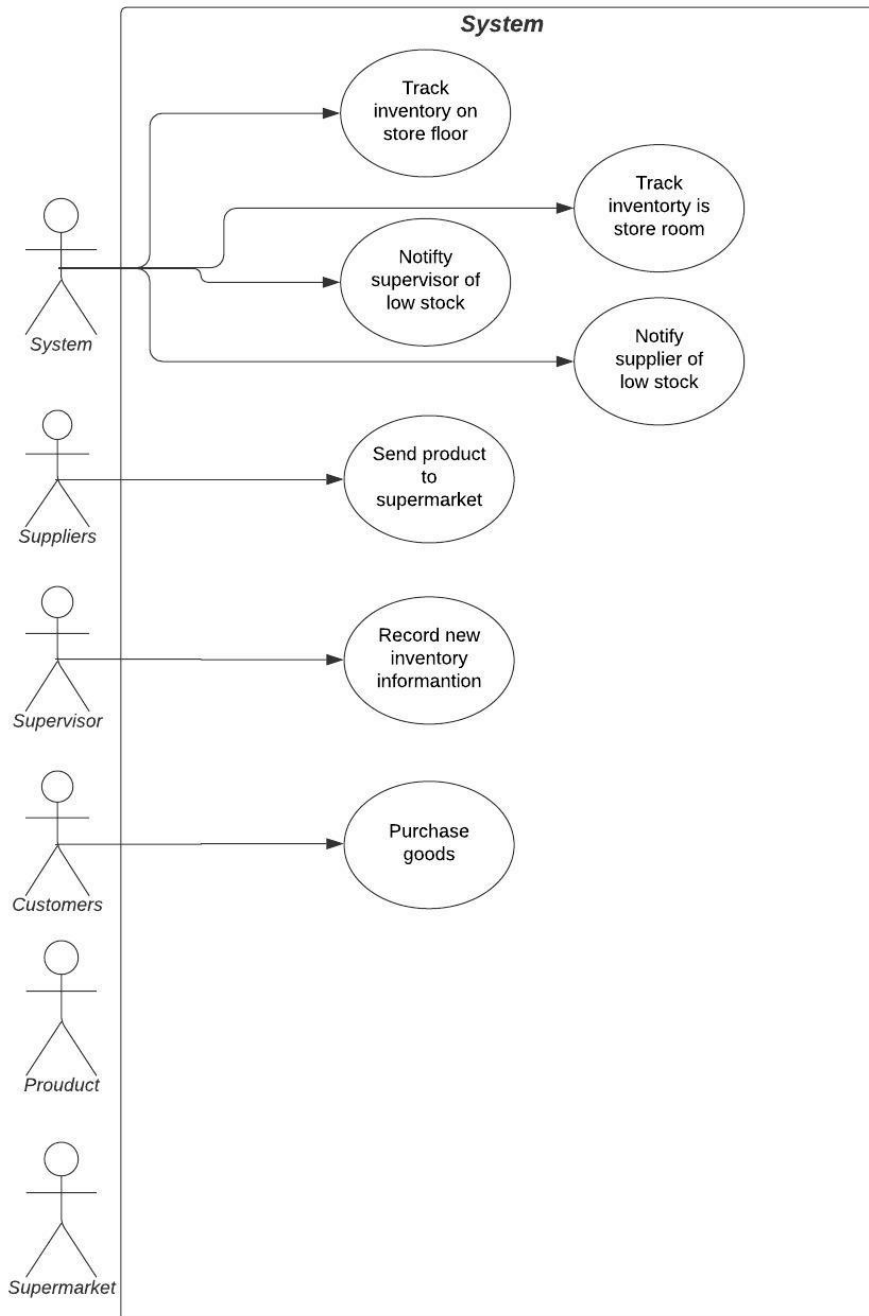 System
Track
inventory on
store floor
Track
inventorty is
store room
Notifty
supervisor of
low stock
System
Notify
supplier of
low stock
Send product
to
supermarket
Suppliers
Record new
inventory
informantion
Supervisor
Purchase
goods
Customers
Prouduct
Supermarket